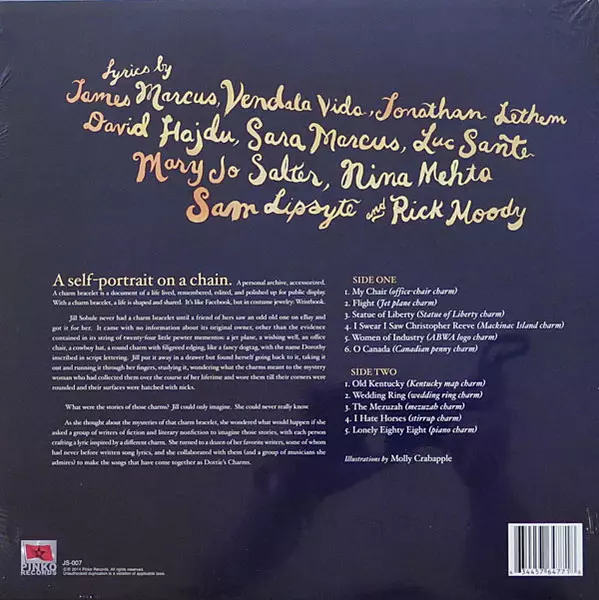 Lyrics by
James Marcus, Vendela Vida, Jonathan Lethem
David Hajdu, Sara Marcus, Luc Sante
Mary Jo Salter, Nina Mehta
Sam Lipsyte and Rick Moody
A self-portrait on a chain. A personal archive, accessorized.
A charm bracelet is a document of a life lived, remembered, edited, and polished up for public display.
With a charm bracelet, a life is shaped and shared. It's like Facebook, but in costume jewelry: Wristbook.
Jill Sobule never had a charm bracelet until a friend of hers saw an odd old one on eBay and
got it for her. It came with no information about its original owner, other than the evidence
contained in its string of twenty-four little pewter mementos: a jet plane, a wishing well, an office
chair, a cowboy hat, a round charm with filigreed edging, like a fancy dogtag, with the name Dorothy
inscribed in script lettering. Jill put it away in a drawer but found herself going back to it, taking it
out and running it through her fingers, studying it, wondering what the charms meant to the mystery
woman who had collected them over the course of her lifetime and wore them till their corners were
rounded and their surfaces were hatched with nicks.
What were the stories of those charms? Jill could only imagine. She could never really know
As she thought about the mysteries of that charm bracelet, she wondered what would happen if she
asked a group of writers of fiction and literary nonfiction to imagine those stories, with each person
crafting a lyric inspired by a different charm. She turned to a dozen of her favorite writers, some of whom
had never before written song lyrics, and she collaborated with them (and a group of musicians she
admires) to make the songs that have come together as Dottie's Charms.
SIDE ONE
1. My Chair (office-chair charm)
2. Flight (Jet plane charm)
3. Statue of Liberty (Statue of Liberty charm)
4. I Swear I Saw Christopher Reeve (Mackinac Island charm)
5. Women of Industry (ABWA logo charm)
6. O Canada (Canadian penny charm)
SIDE TWO
1. Old Kentucky (Kentucky map charm)
2. Wedding Ring (wedding ring charm)
3. The Mezuzah (mezuzah charm)
4. I Hate Horses (stirrup charm)
5. Lonely Eighty Eight (piano charm)
Illustrations by Molly Crabapple
PINKO
RECORDS
JS-007
©℗ 2014 Pinko Records. All rights reserved.
Unauthorized duplication is a violation of applicable laws.
6 34457 64771 6